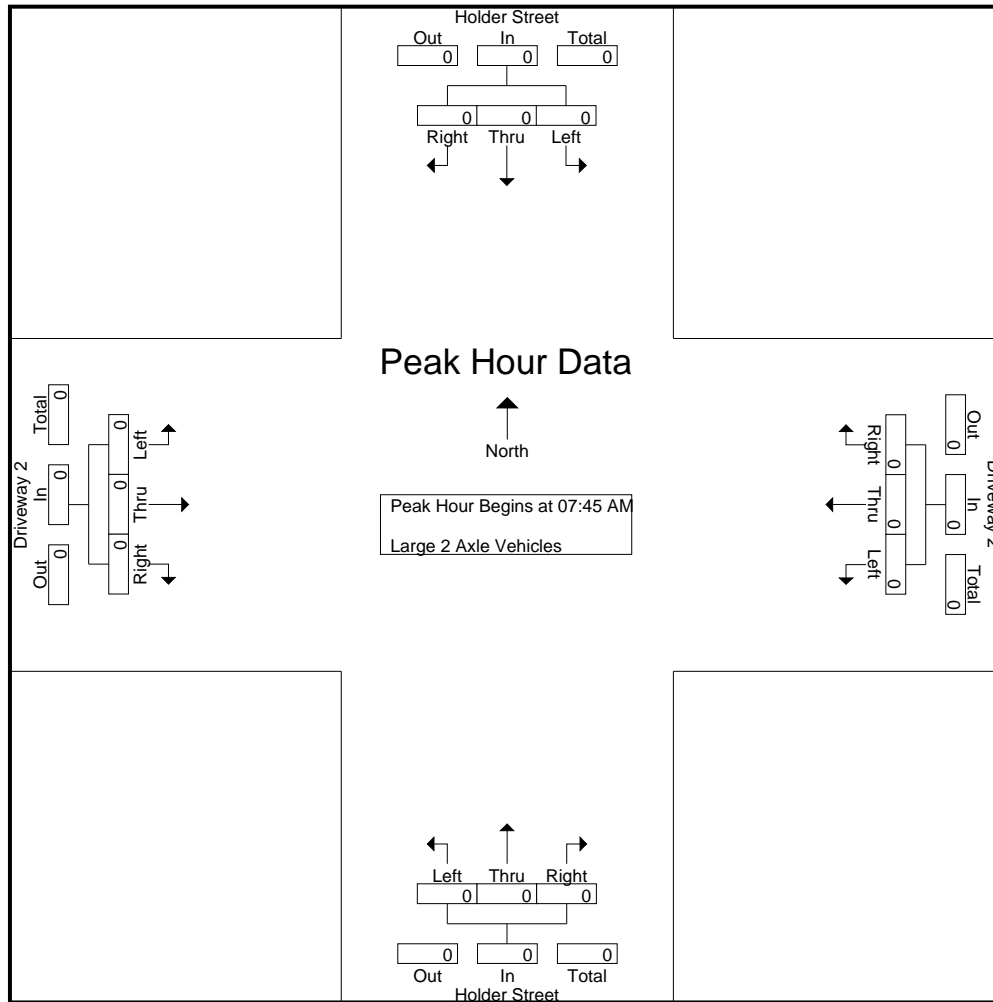 Holder Street
Out In Total
0 0 0
0 0 0
Right Thru Left
Peak Hour Data
North
Peak Hour Begins at 07:45 AM
Large 2 Axle Vehicles
Driveway 2
Total In Out
0 0 0
0 0 0
Left Thru Right
Driveway 2
Out In Total
0 0 0
0 0 0
Right Thru Left
Left Thru Right
0 0 0
0 0 0
Out In Total
Holder Street